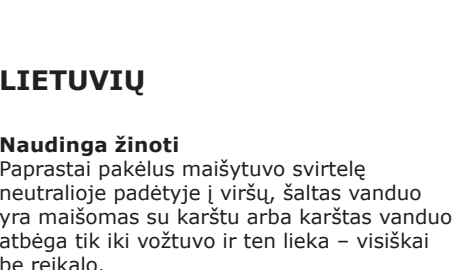 LIETUVIŲ
Naudinga žinoti
Paprastai pakėlus maišytuvo svirtelę
neutralioje padėtyje į viršų, šaltas vanduo
yra maišomas su karštu arba karštas vanduo
atbėga tik iki vožtuvo ir ten lieka – visiškai
be reikalo.